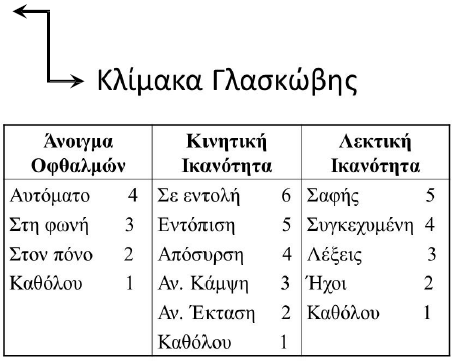 Κλίμακα Γλασκώβης
Άνοιγμα Οφθαλμών
Αυτόματο 4
Στη φωνή 3
Στον πόνο 2
Καθόλου 1
Κινητική Ικανότητα
Σε εντολή 6
Εντόπιση 5
Απόσυρση 4
Αν. Κάμψη 3
Αν. Έκταση 2
Καθόλου 1
Λεκτική Ικανότητα
Σαφής 5
Συγκεχυμένη 4
Λέξεις 3
Ήχοι 2
Καθόλου 1